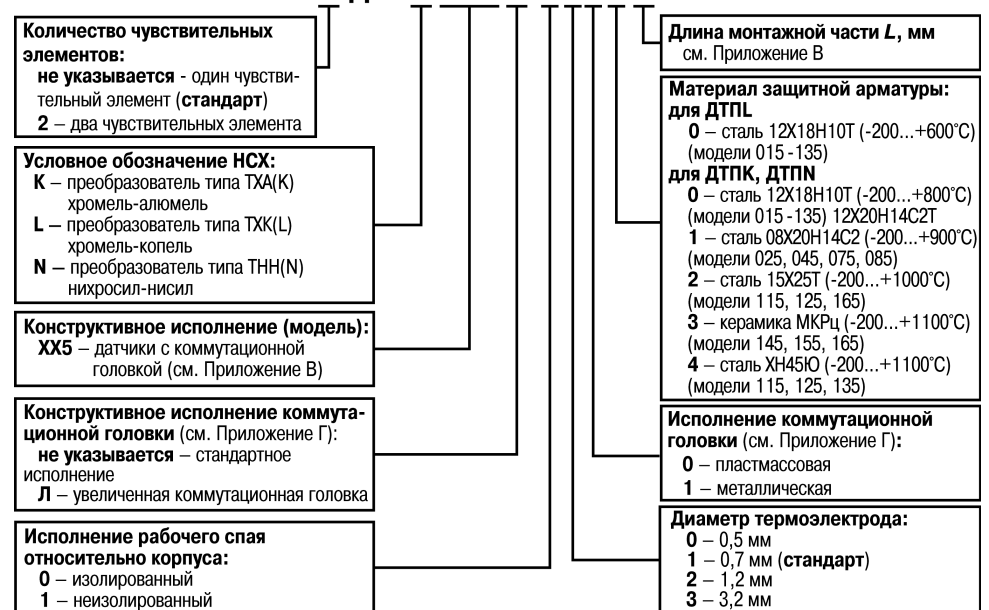 Количество чувствительных
элементов:
не указывается - один чувстви-
тельный элемент (стандарт)
2 – два чувствительных элемента
Условное обозначение НСХ:
K – преобразователь типа ТХА(K)
хромель-алюмель
L – преобразователь типа ТХК(L)
хромель-копель
N – преобразователь типа ТНН(N)
нихросил-нисил
Конструктивное исполнение (модель):
ХХ5 – датчики с коммутационной
головкой (см. Приложение В)
Конструктивное исполнение коммута-
ционной головки (см. Приложение Г):
не указывается – стандартное
исполнение
Л – увеличенная коммутационная головка
Исполнение рабочего спая
относительно корпуса:
0 – изолированный
1 – неизолированный
Длина монтажной части L, мм
см. Приложение В
Материал защитной арматуры:
для ДТПL
0 – сталь 12Х18Н10Т (-200...+600°С)
(модели 015 -135)
для ДТПK, ДТПN
0 – сталь 12Х18Н10Т (-200...+800°С)
(модели 015 -135) 12Х20Н14С2Т
1 – сталь 08Х20Н14С2 (-200...+900°С)
(модели 025, 045, 075, 085)
2 – сталь 15Х25Т (-200...+1000°С)
(модели 115, 125, 165)
3 – керамика МКРц (-200...+1100°С)
(модели 145, 155, 165)
4 – сталь ХН45Ю (-200...+1100°С)
(модели 115, 125, 135)
Исполнение коммутационной
головки (см. Приложение Г):
0 – пластмассовая
1 – металлическая
Диаметр термоэлектрода:
0 – 0,5 мм
1 – 0,7 мм (стандарт)
2 – 1,2 мм
3 – 3,2 мм